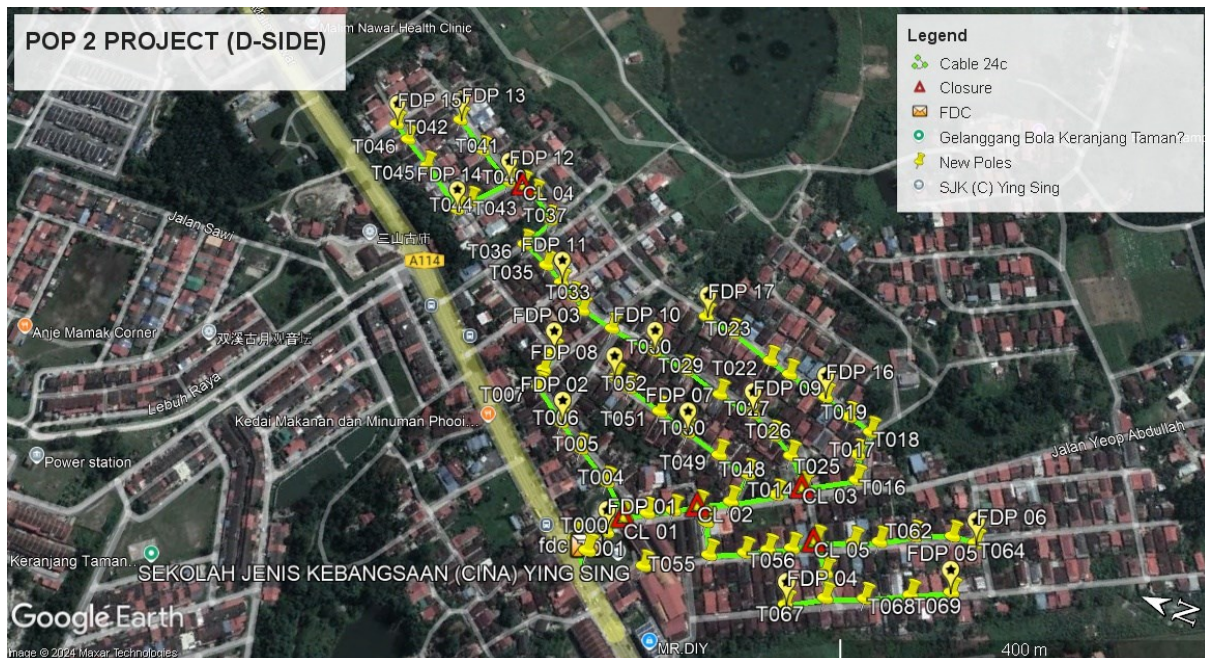 POP 2 PROJECT (D-SIDE)
Malim Nawar Health Clinic
Legend
Cable 24c
Closure
FDC
Gelanggang Bola Keranjang Taman?
New Poles
SJK (C) Ying Sing
FDP 15
FDP 13
T042
T046
T041
FDP 12
T045
FDP 14
CL 04
T044
T043
T037
Jalan Sawi
三山古庙
A114
T036
FDP 11
T035
T033
FDP 17
Anje Mamak Corner
双溪古月观音坛
FDP 03
FDP 10
T023
FDP 08
T030
T029
T022
FDP 16
Lebuh Raya
T007
FDP 02
T052
FDP 07
FDP 09
T027
T019
Kedai Makanan dan Minuman Phooi....
T006
T051
T050
T026
T018
Jalan Yeop Abdullah
Power station
T005
T049
T048
T025
T017
T004
T014
CL 03
T016
T000
FDP 01
CL 01
CL 02
fdc
T055
T056
CL 05
T062
FDP 06
FDP 05
T064
Keranjang Taman...
SEKOLAH JENIS KEBANGSAAN (CINA) YING SING
FDP 04
T067
T068
T069
Google Earth
Image © 2024 Maxar Technologies
MR.DIY
400 m
N